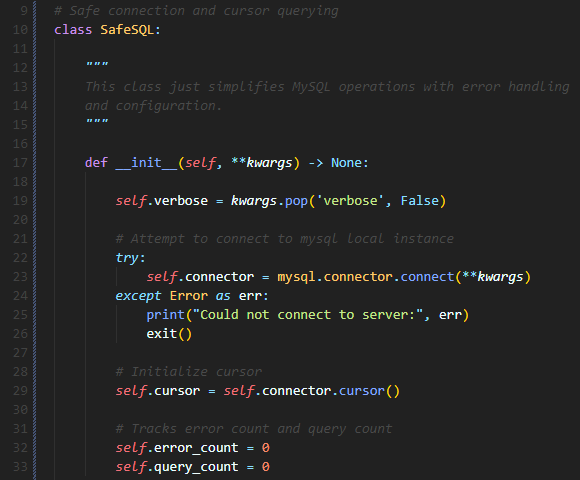 9 # Safe connection and cursor querying
10 class SafeSQL:
11
12 """
13 This class just simplifies MySQL operations with error handling
14 and configuration.
15 """
16
17 def __init__(self, **kwargs) -> None:
18
19 self.verbose = kwargs.pop('verbose', False)
20
21 # Attempt to connect to mysql local instance
22 try:
23 self.connector = mysql.connector.connect(**kwargs)
24 except Error as err:
25 print("Could not connect to server:", err)
26 exit()
27
28 # Initialize cursor
29 self.cursor = self.connector.cursor()
30
31 # Tracks error count and query count
32 self.error_count = 0
33 self.query_count = 0